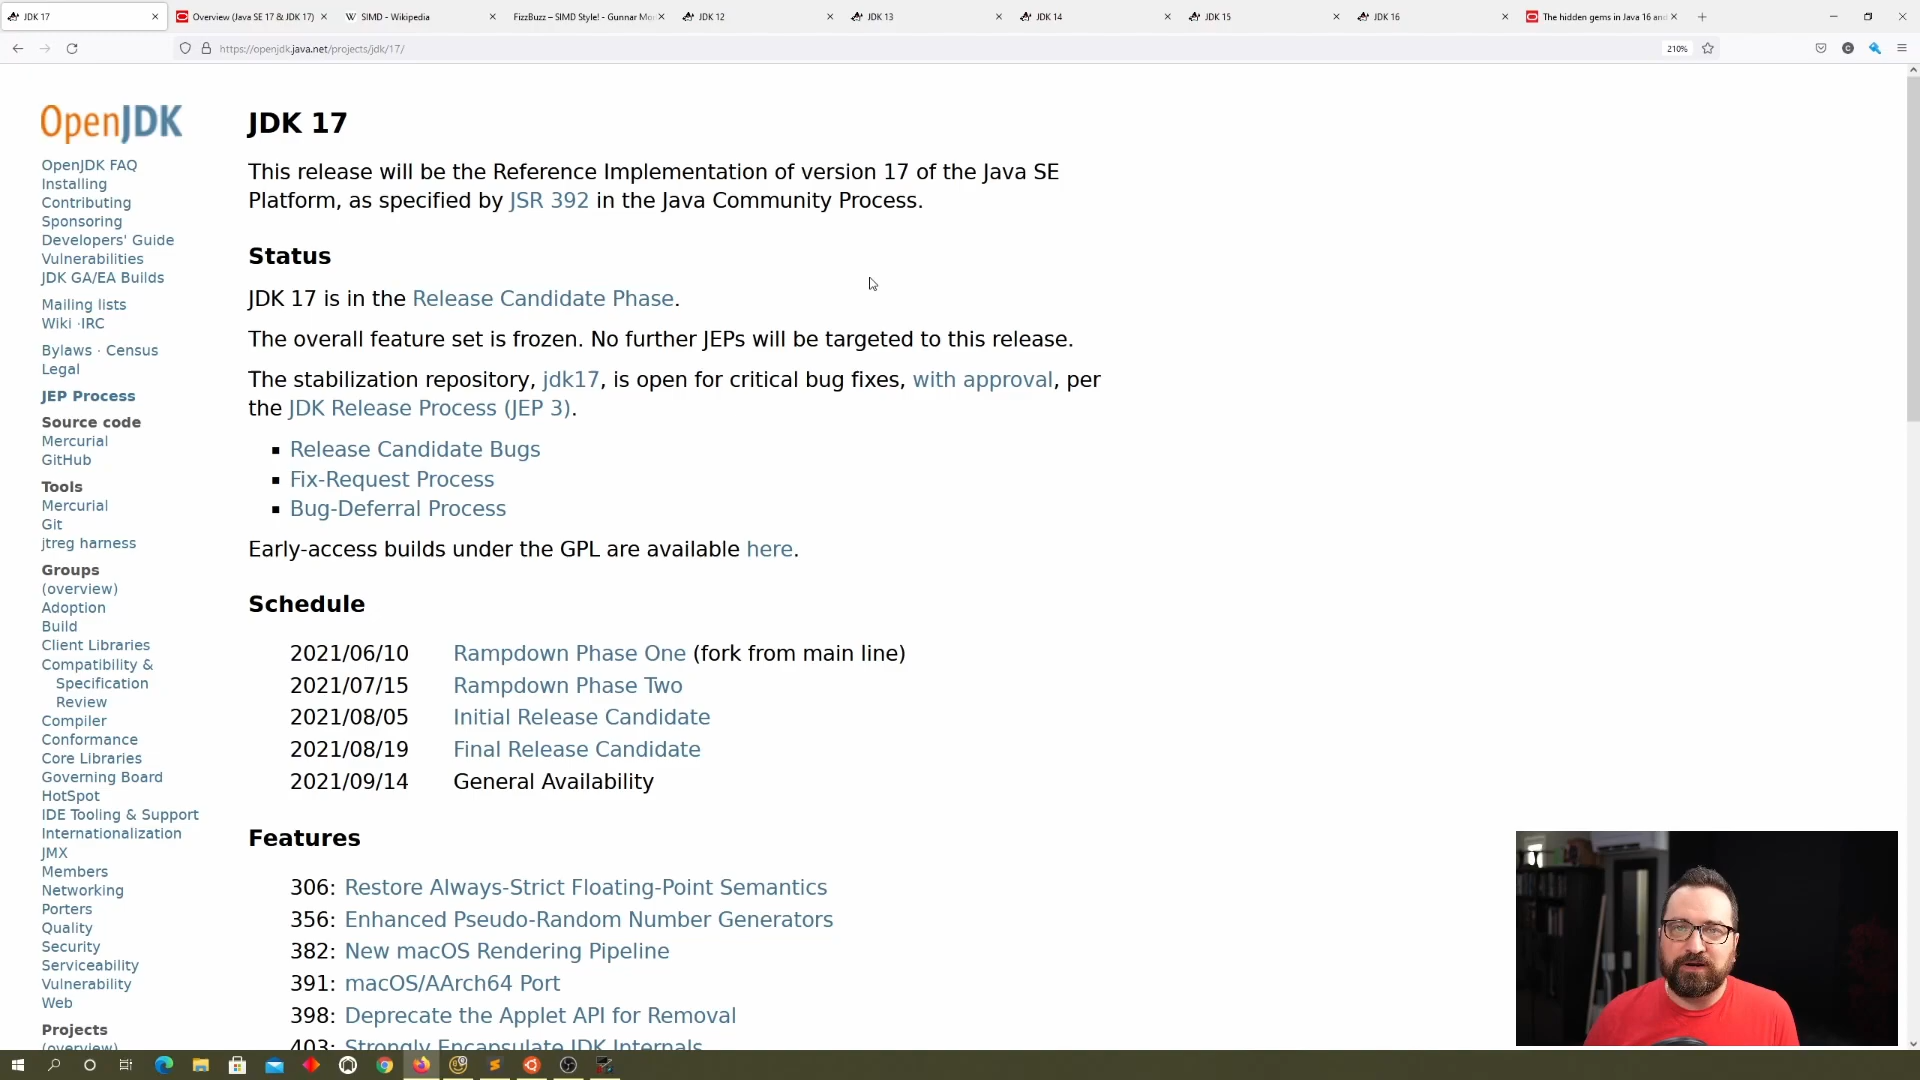 JDK 17
Overview (Java SE 17 & JDK 17)
SIMD - Wikipedia
FizzBuzz – SIMD Style! - Gunnar Mo
JDK 12
JDK 13
JDK 14
JDK 15
JDK 16
The hidden gems in Java 16 and
https://openjdk.java.net/projects/jdk/17/
210%
OpenJDK
OpenJDK FAQ
Installing
Contributing
Sponsoring
Developers' Guide
Vulnerabilities
JDK GA/EA Builds
Mailing lists
Wiki · IRC
Bylaws · Census
Legal
JEP Process
Source code
Mercurial
GitHub
Tools
Mercurial
Git
jtreg harness
Groups
(overview)
Adoption
Build
Client Libraries
Compatibility &
Specification
Review
Compiler
Conformance
Core Libraries
Governing Board
HotSpot
IDE Tooling & Support
Internationalization
JMX
Members
Networking
Porters
Quality
Security
Serviceability
Vulnerability
Web
Projects
(overview)
JDK 17
This release will be the Reference Implementation of version 17 of the Java SE
Platform, as specified by JSR 392 in the Java Community Process.
Status
JDK 17 is in the Release Candidate Phase.
The overall feature set is frozen. No further JEPs will be targeted to this release.
The stabilization repository, jdk17, is open for critical bug fixes, with approval, per
the JDK Release Process (JEP 3).
▪ Release Candidate Bugs
▪ Fix-Request Process
▪ Bug-Deferral Process
Early-access builds under the GPL are available here.
Schedule
2021/06/10 Rampdown Phase One (fork from main line)
2021/07/15 Rampdown Phase Two
2021/08/05 Initial Release Candidate
2021/08/19 Final Release Candidate
2021/09/14 General Availability
Features
306: Restore Always-Strict Floating-Point Semantics
356: Enhanced Pseudo-Random Number Generators
382: New macOS Rendering Pipeline
391: macOS/AArch64 Port
398: Deprecate the Applet API for Removal
403: Strongly Encapsulate JDK Internals